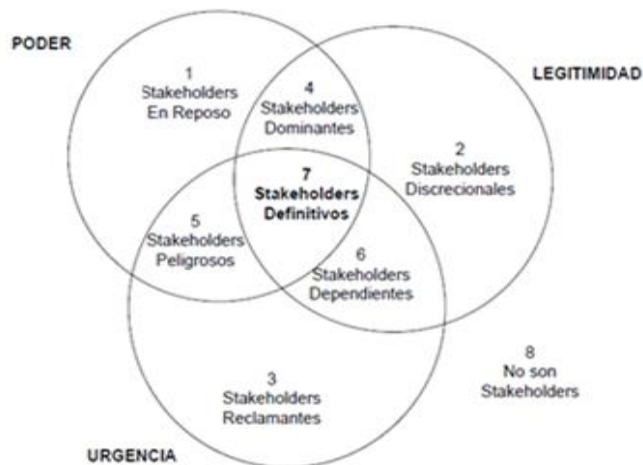 PODER
1
Stakeholders
En Reposo
4
Stakeholders
Dominantes
LEGITIMIDAD
2
Stakeholders
Discrecionales
7
Stakeholders
Definitivos
5
Stakeholders
Peligrosos
6
Stakeholders
Dependientes
3
Stakeholders
Reclamantes
8
No son
Stakeholders
URGENCIA